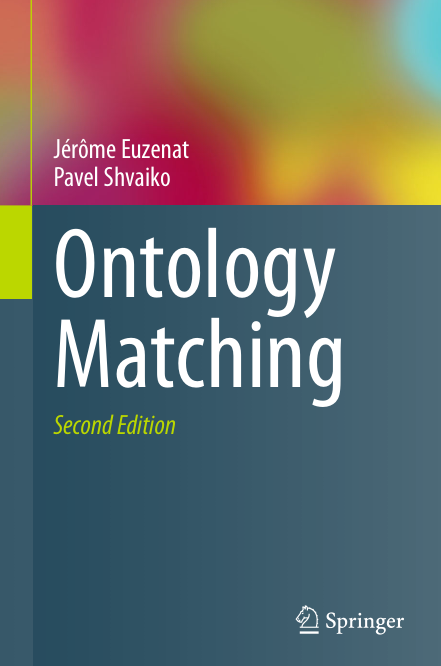 Jérôme Euzenat
Pavel Shvaiko
Ontology
Matching
Second Edition
Springer